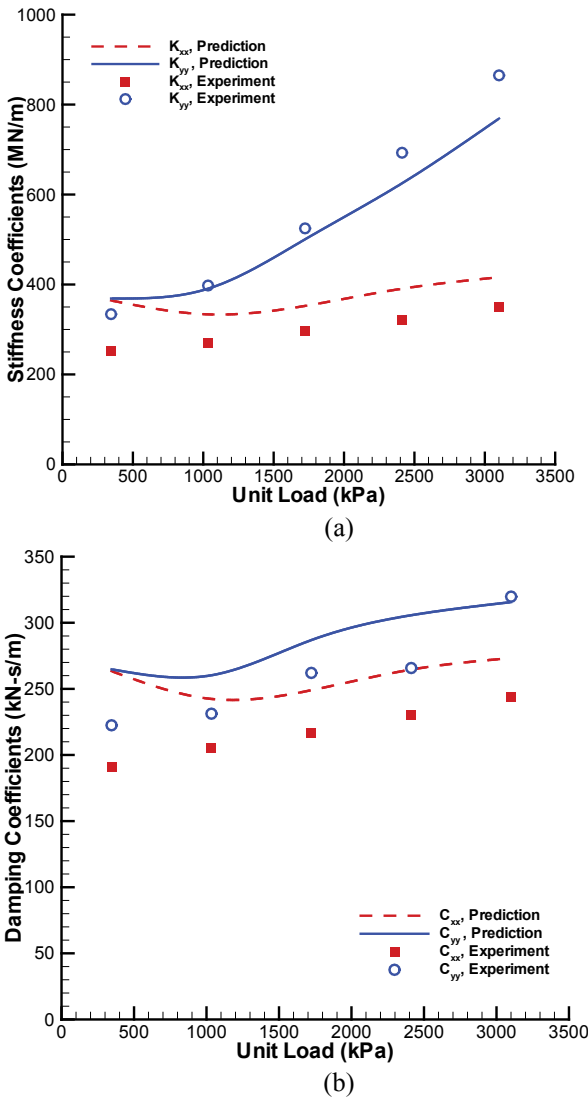 1000
800
600
400
200
0
Stiffness Coefficients (MN/m)
K_xx, Prediction
K_yy, Prediction
K_xx, Experiment
K_yy, Experiment
0 500 1000 1500 2000 2500 3000 3500
Unit Load (kPa)
(a)
350
300
250
200
150
100
50
0
Damping Coefficients (kN-s/m)
C_xx, Prediction
C_yy, Prediction
C_xx, Experiment
C_yy, Experiment
0 500 1000 1500 2000 2500 3000 3500
Unit Load (kPa)
(b)